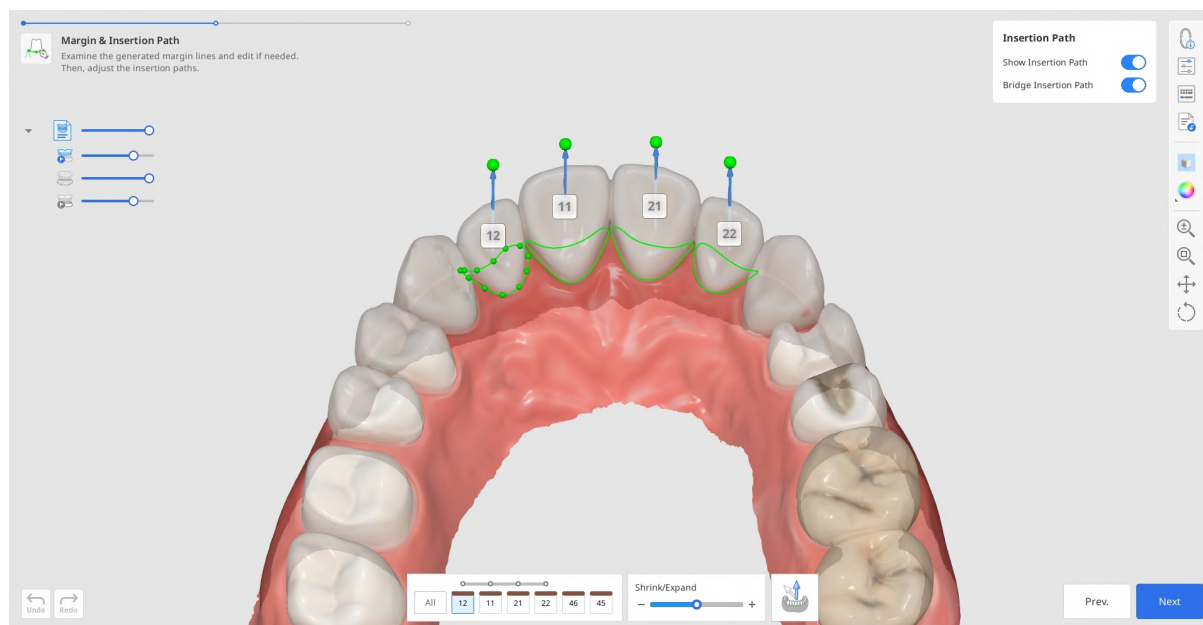 Margin & Insertion Path
Examine the generated margin lines and edit if needed.
Then, adjust the insertion paths.
Insertion Path
Show Insertion Path
Bridge Insertion Path
11
21
12
22
All
12
11
21
22
46
45
Shrink/Expand
Undo
Redo
Prev.
Next